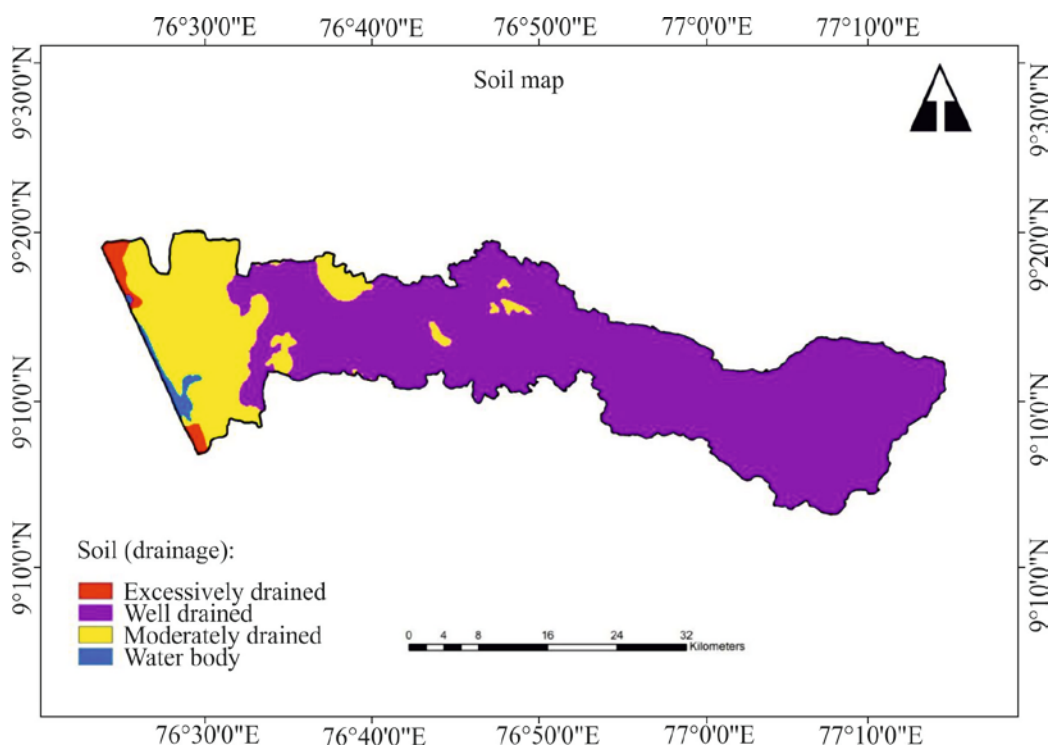 76°30'0"E 76°40'0"E 76°50'0"E 77°0'0"E 77°10'0"E
Soil map
9°30'0"N 9°30'0"N
9°20'0"N 9°20'0"N
9°10'0"N 9°10'0"N
9°10'0"N 9°10'0"N
Soil (drainage):
Excessively drained
Well drained
Moderately drained
Water body
0 4 8 16 24 32
Kilometers
76°30'0"E 76°40'0"E 76°50'0"E 77°0'0"E 77°10'0"E